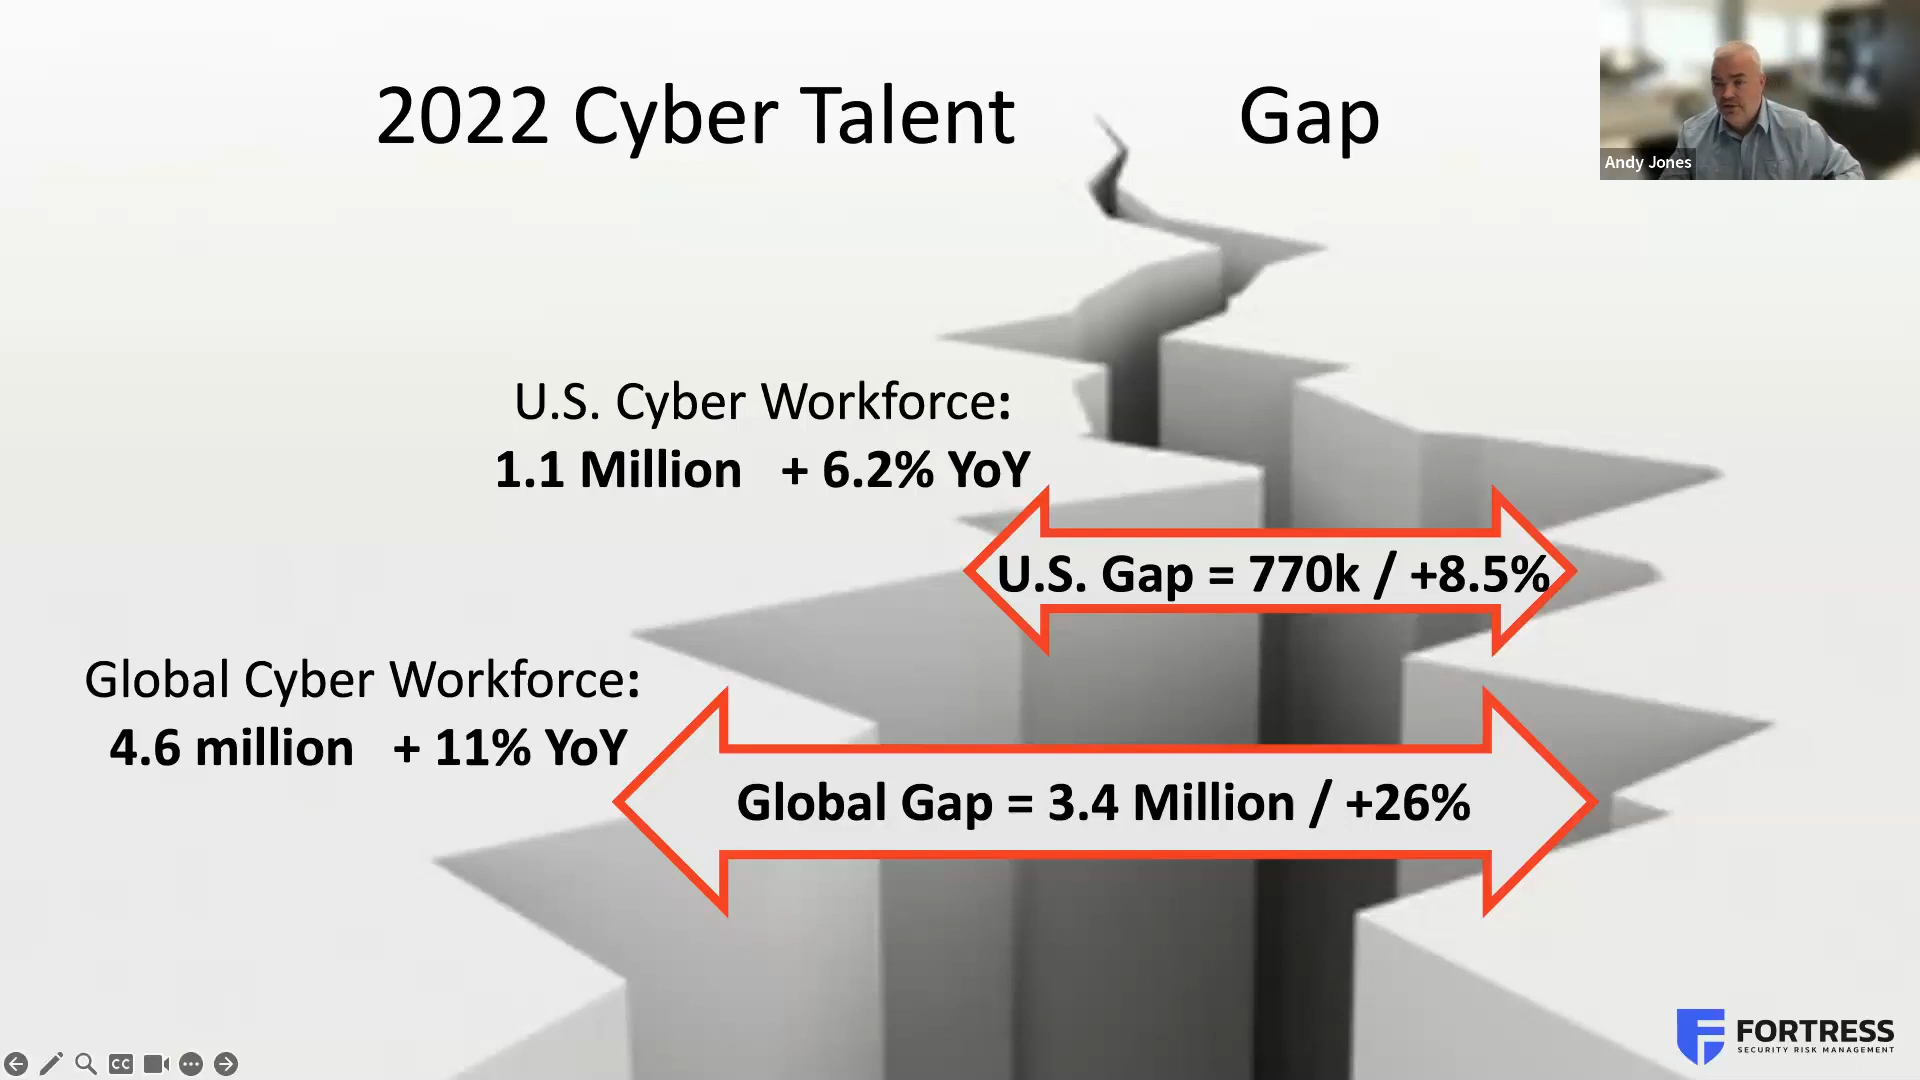 2022 Cyber Talent Gap
Andy Jones
U.S. Cyber Workforce:
1.1 Million + 6.2% YoY
U.S. Gap = 770k / +8.5%
Global Cyber Workforce:
4.6 million + 11% YoY
Global Gap = 3.4 Million / +26%
FORTRESS
SECURITY RISK MANAGEMENT
CC